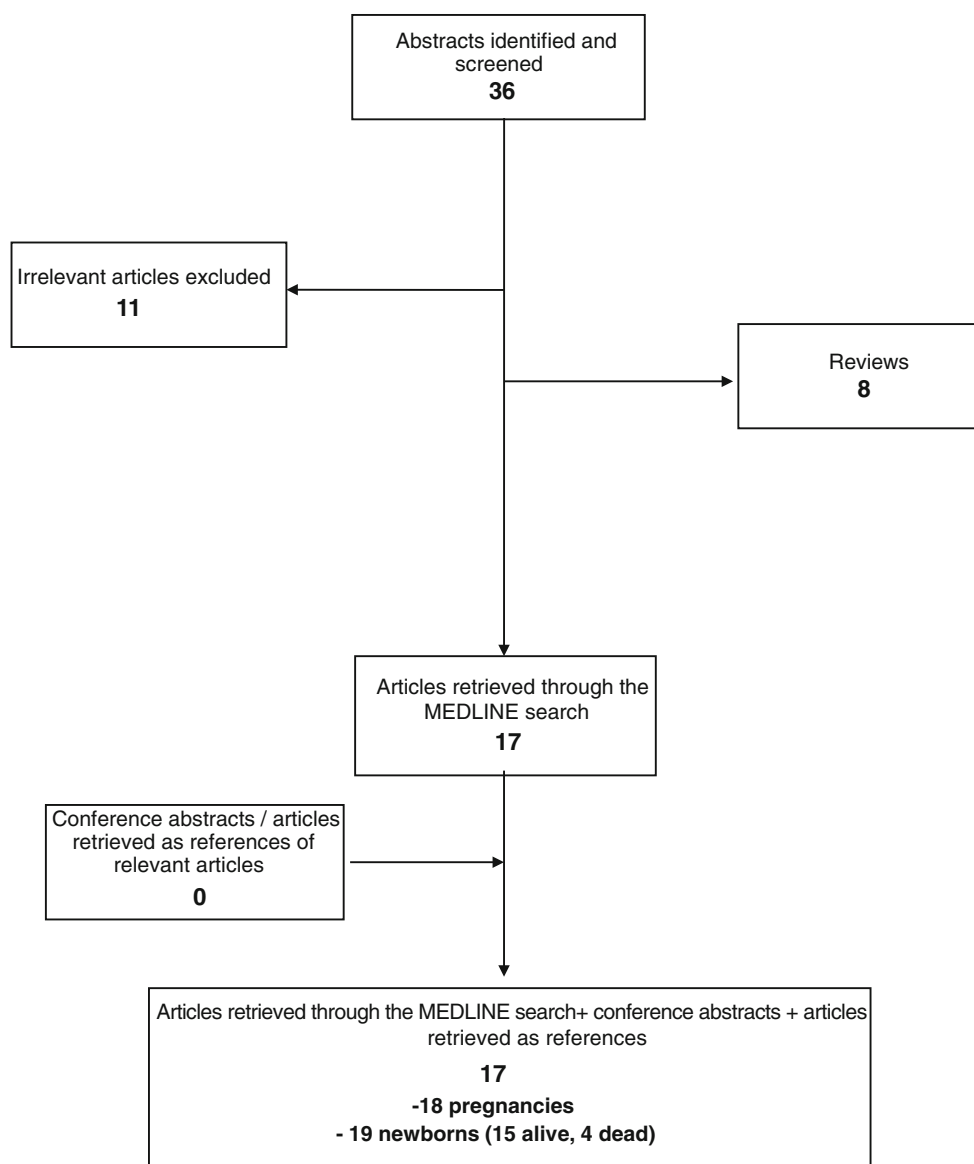 Abstracts identified and
screened
36
Irrelevant articles excluded
11
Reviews
8
Articles retrieved through the
MEDLINE search
17
Conference abstracts / articles
retrieved as references of
relevant articles
0
Articles retrieved through the MEDLINE search+ conference abstracts + articles
retrieved as references
17
-18 pregnancies
- 19 newborns (15 alive, 4 dead)